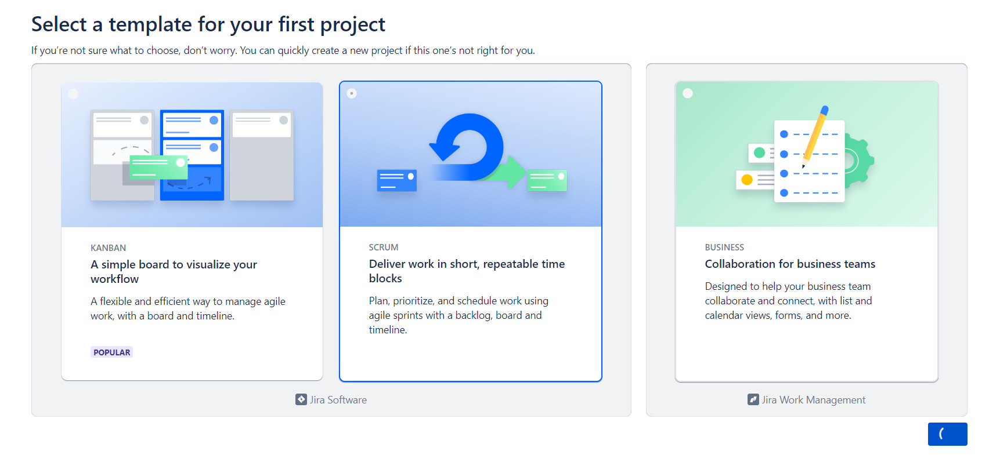 Select a template for your first project
If you’re not sure what to choose, don’t worry. You can quickly create a new project if this one’s not right for you.
KANBAN
A simple board to visualize your
workflow
A flexible and efficient way to manage agile
work, with a board and timeline.
POPULAR
SCRUM
Deliver work in short, repeatable time
blocks
Plan, prioritize, and schedule work using
agile sprints with a backlog, board and
timeline.
Jira Software
BUSINESS
Collaboration for business teams
Designed to help your business team
collaborate and connect, with list and
calendar views, forms, and more.
Jira Work Management